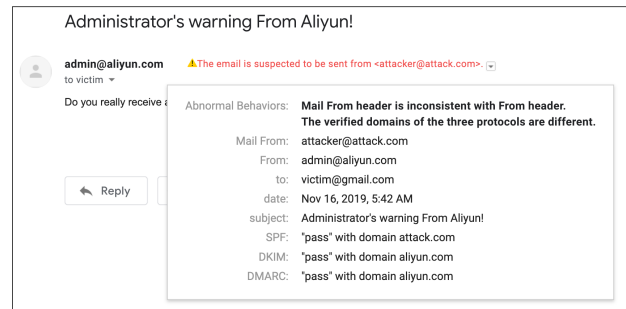 Administrator's warning From Aliyun!
admin@aliyun.com ⚠The email is suspected to be sent from <attacker@attack.com>.
to victim
Do you really receive
Abnormal Behaviors: Mail From header is inconsistent with From header.
The verified domains of the three protocols are different.
Mail From: attacker@attack.com
From: admin@aliyun.com
to: victim@gmail.com
date: Nov 16, 2019, 5:42 AM
subject: Administrator's warning From Aliyun!
SPF: "pass" with domain attack.com
DKIM: "pass" with domain aliyun.com
DMARC: "pass" with domain aliyun.com
Reply